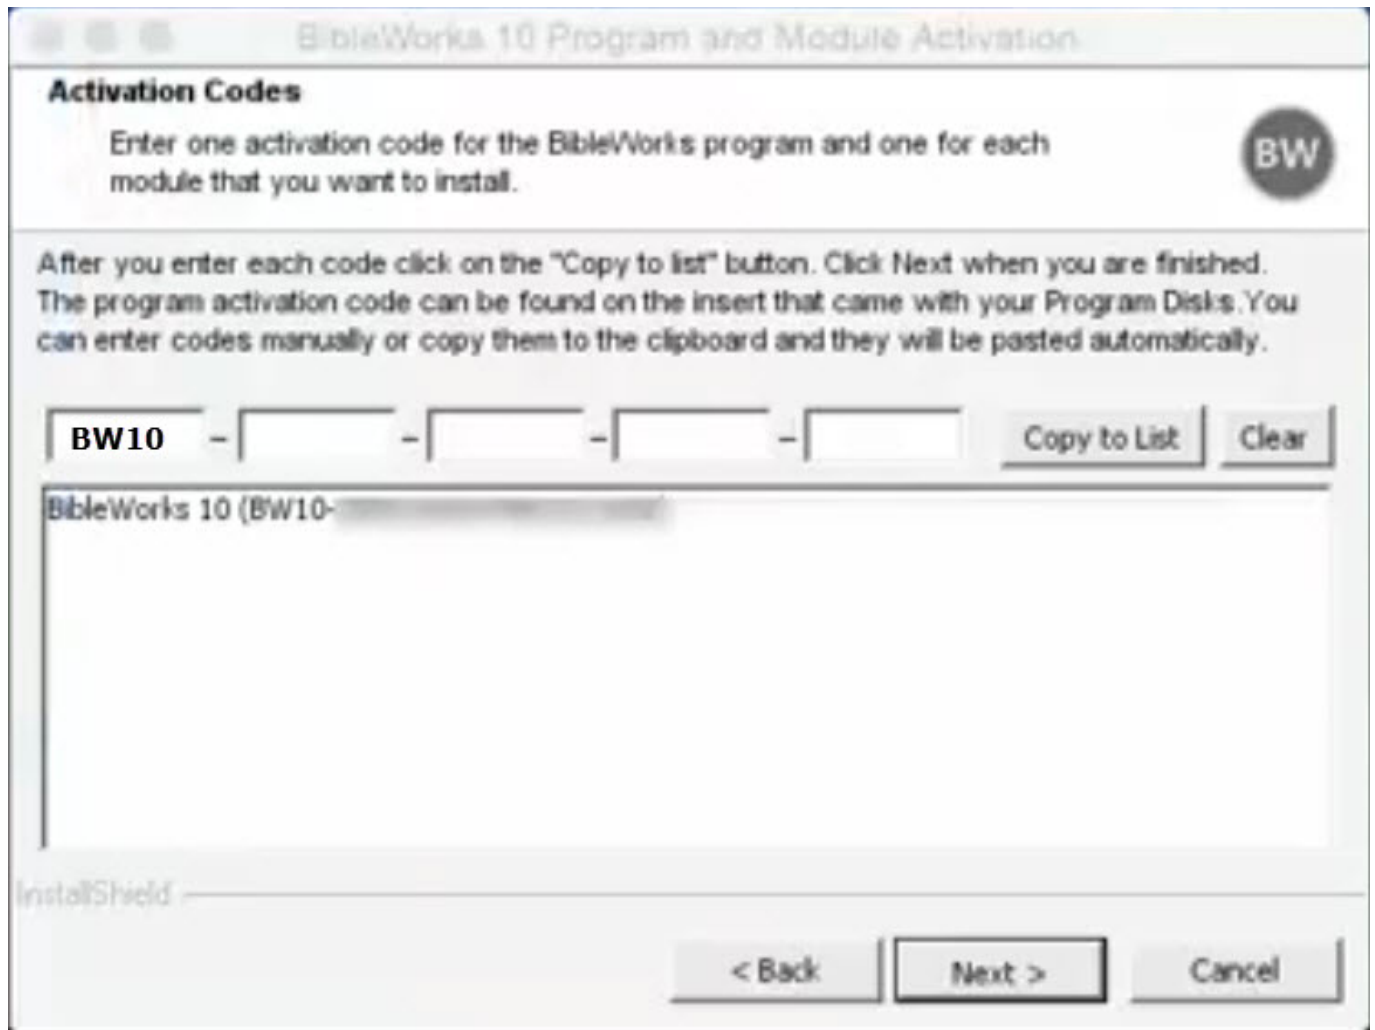 BibleWorks 10 Program and Module Activation
Activation Codes
Enter one activation code for the BibleWorks program and one for each
module that you want to install.
BW
After you enter each code click on the "Copy to list" button. Click Next when you are finished.
The program activation code can be found on the insert that came with your Program Disks.You
can enter codes manually or copy them to the clipboard and they will be pasted automatically.
BW10 - - - - Copy to List Clear
BibleWorks 10 (BW10-
InstallShield
< Back Next > Cancel